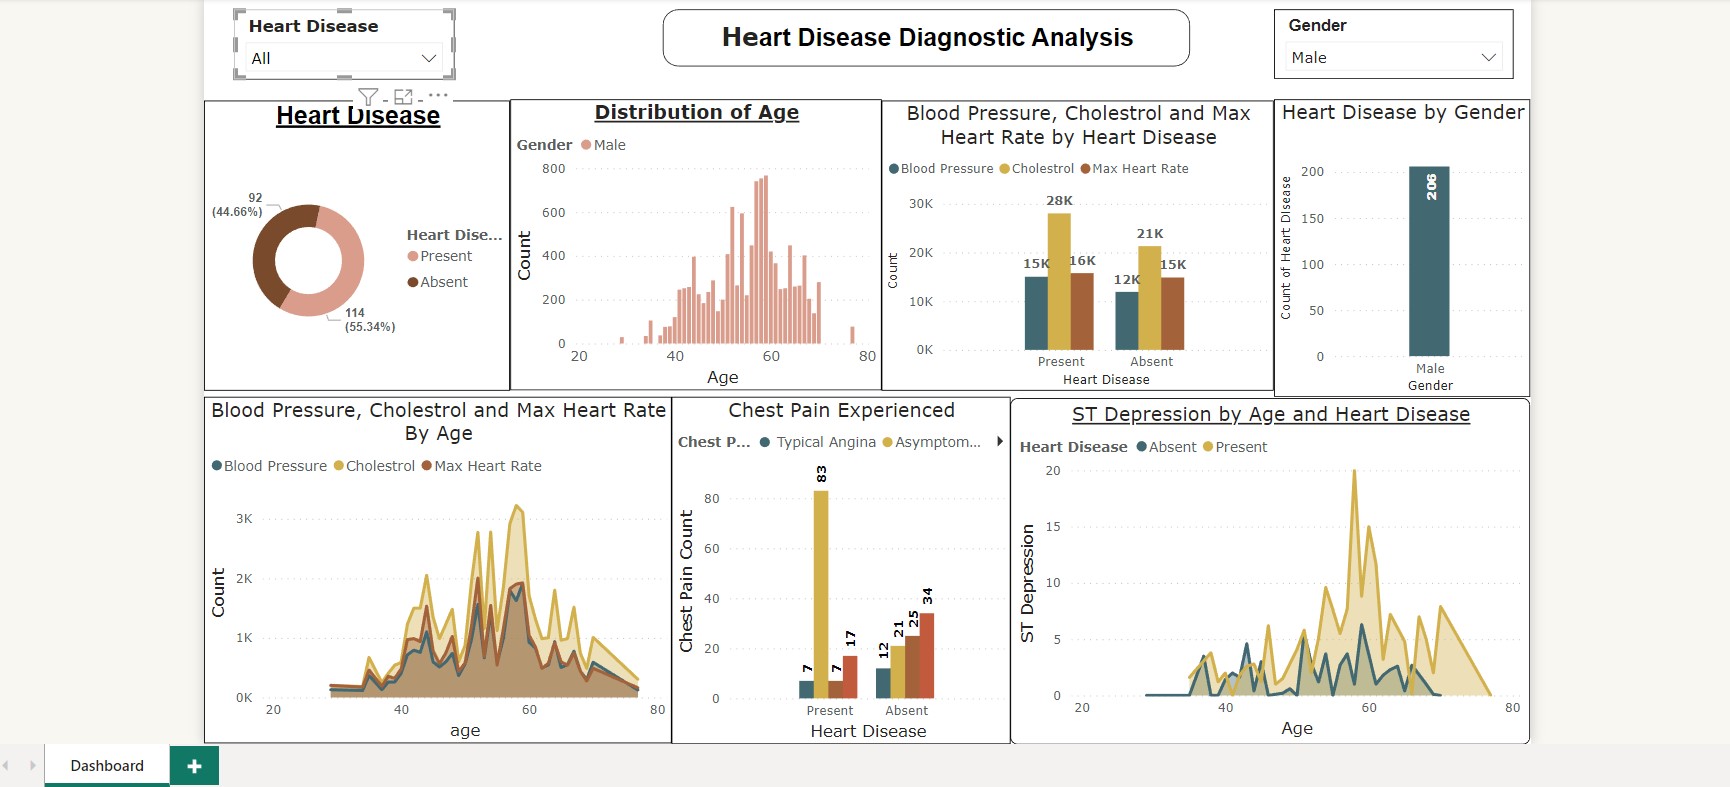 Heart Disease
All
Heart Disease Diagnostic Analysis
Gender
Male
Heart Disease
92
(44.66%)
Heart Dise...
Present
Absent
114
(55.34%)
Distribution of Age
Gender Male
800
600
400
200
0
Count
20 40 60 80
Age
Blood Pressure, Cholestrol and Max
Heart Rate by Heart Disease
Blood Pressure Cholestrol Max Heart Rate
30K
20K
10K
0K
Count
15K 28K 16K
12K 21K 15K
Present Absent
Heart Disease
Heart Disease by Gender
200
150
100
50
0
Count of Heart Disease
206
Male
Gender
Blood Pressure, Cholestrol and Max Heart Rate
By Age
Blood Pressure Cholestrol Max Heart Rate
3K
2K
1K
0K
Count
20 40 60 80
age
Chest Pain Experienced
Chest P... Typical Angina Asymptom...
80
60
40
20
0
Chest Pain Count
7 83 7 17
12 21 25 34
Present Absent
Heart Disease
ST Depression by Age and Heart Disease
Heart Disease Absent Present
20
15
10
5
0
ST Depression
20 40 60 80
Age
Dashboard